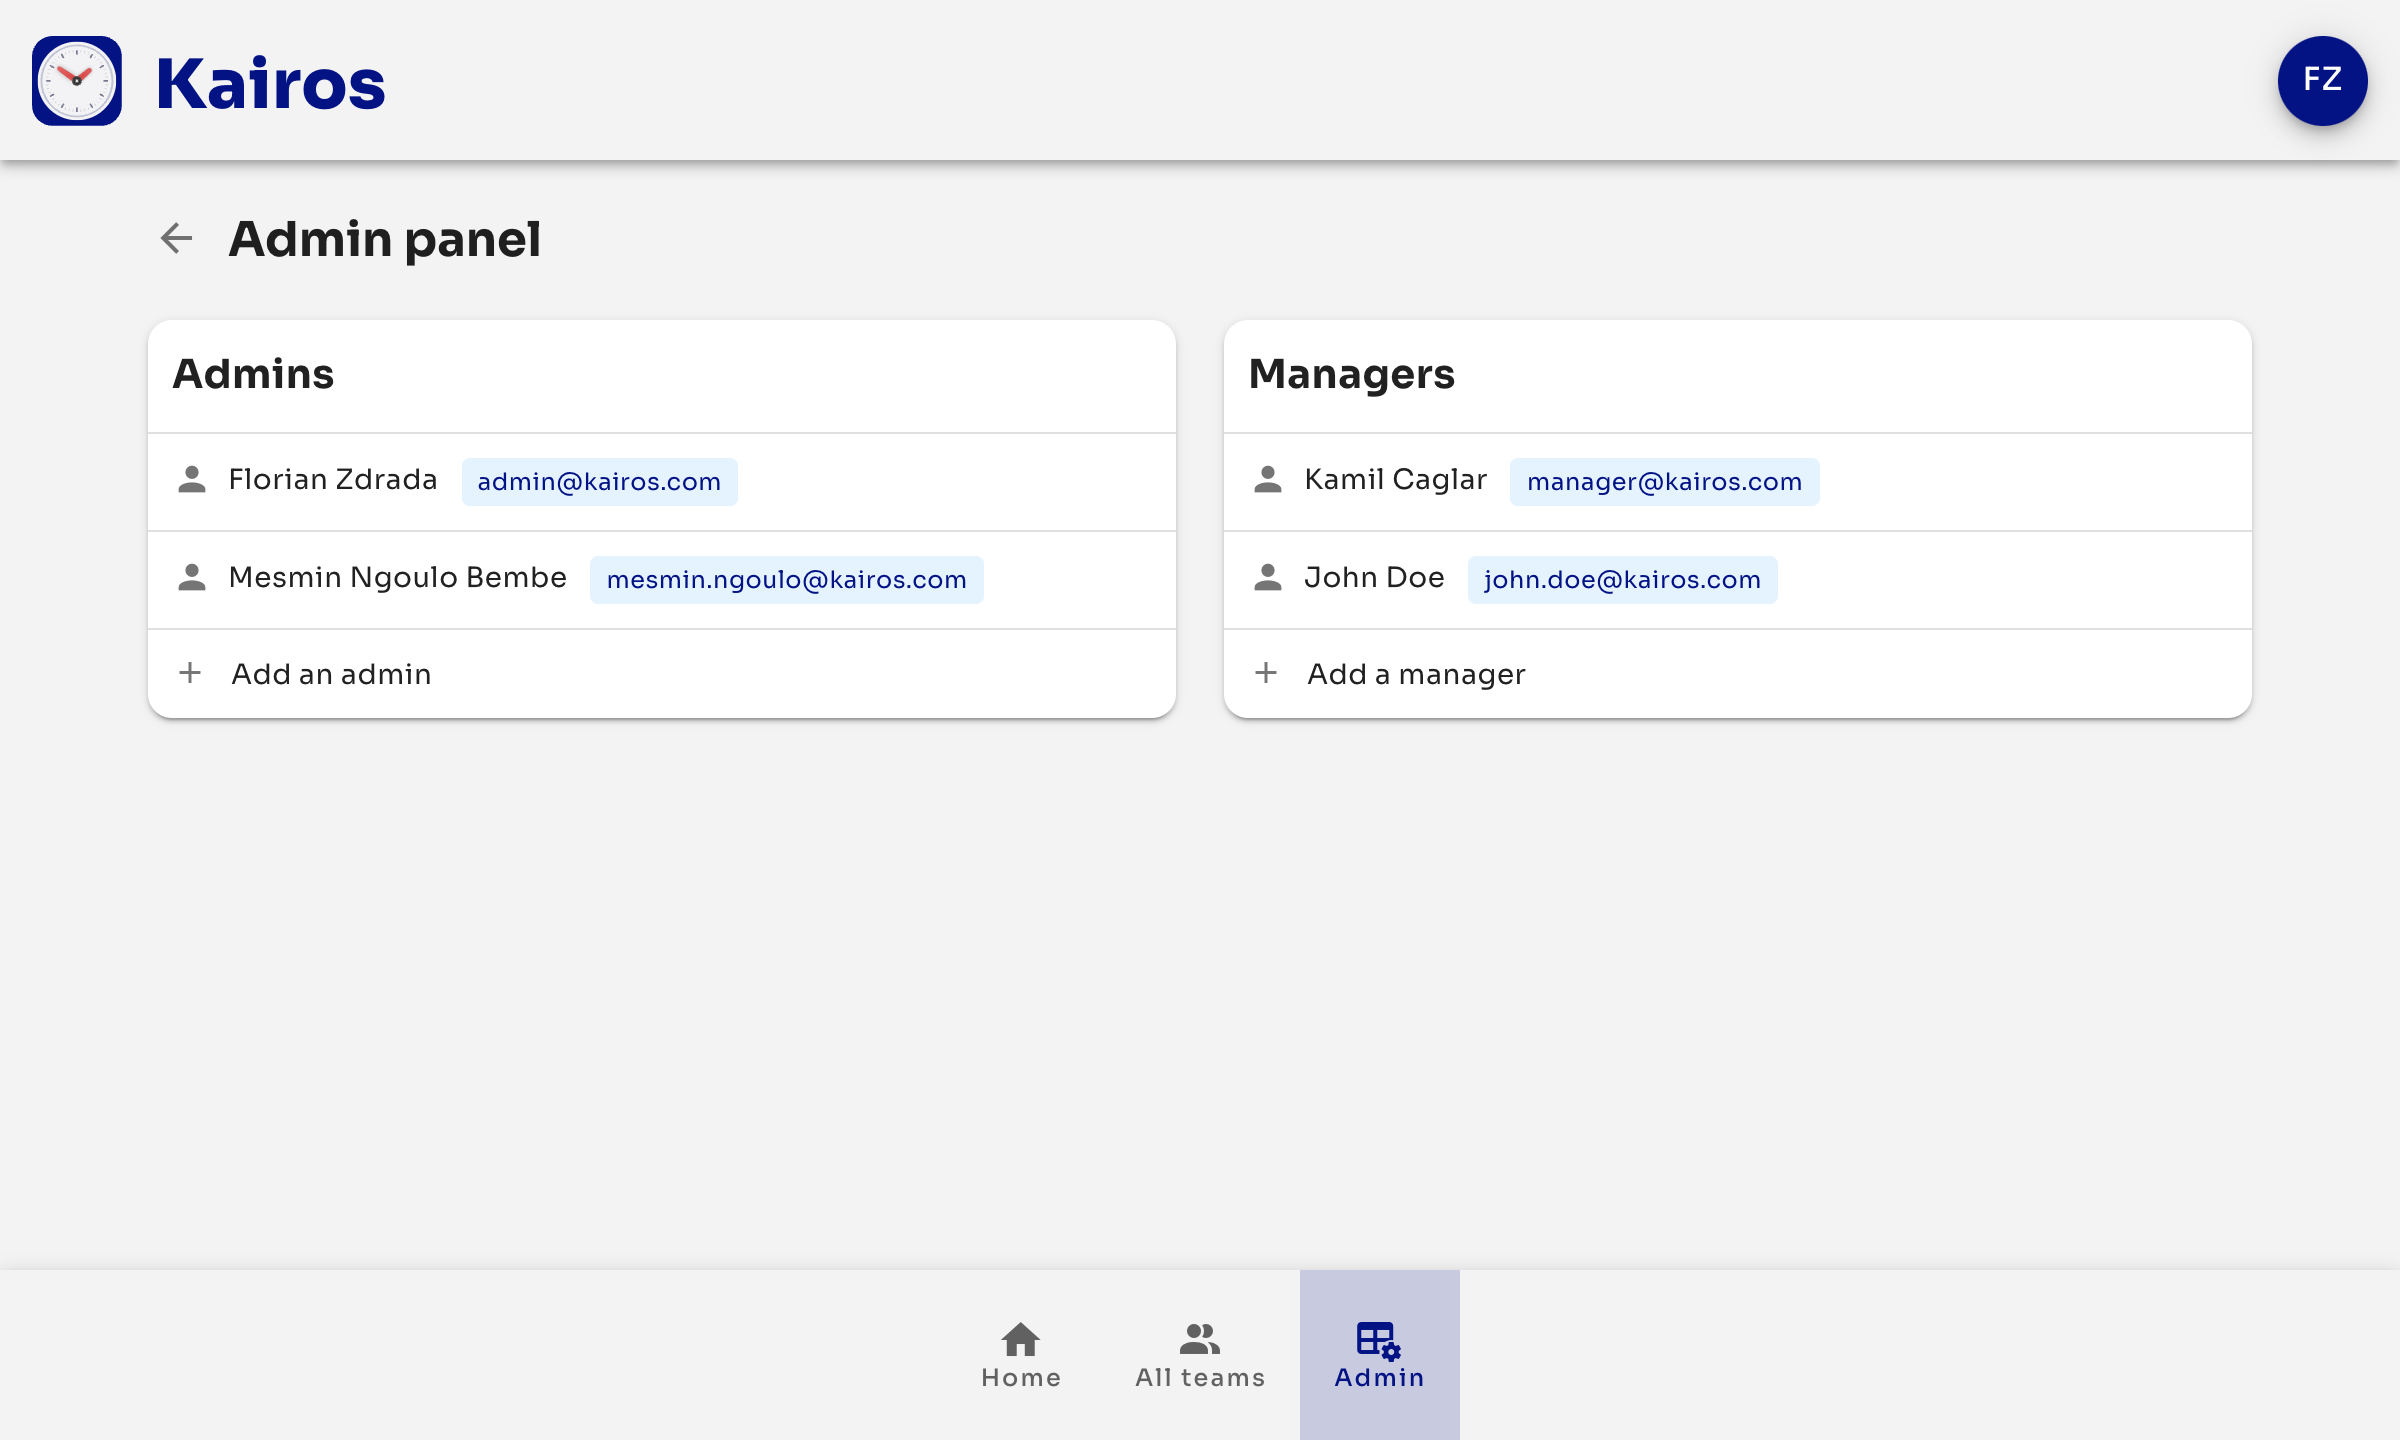 Kairos
FZ
Admin panel
Admins
Florian Zdrada admin@kairos.com
Mesmin Ngoulo Bembe mesmin.ngoulo@kairos.com
Add an admin
Managers
Kamil Caglar manager@kairos.com
John Doe john.doe@kairos.com
Add a manager
Home
All teams
Admin